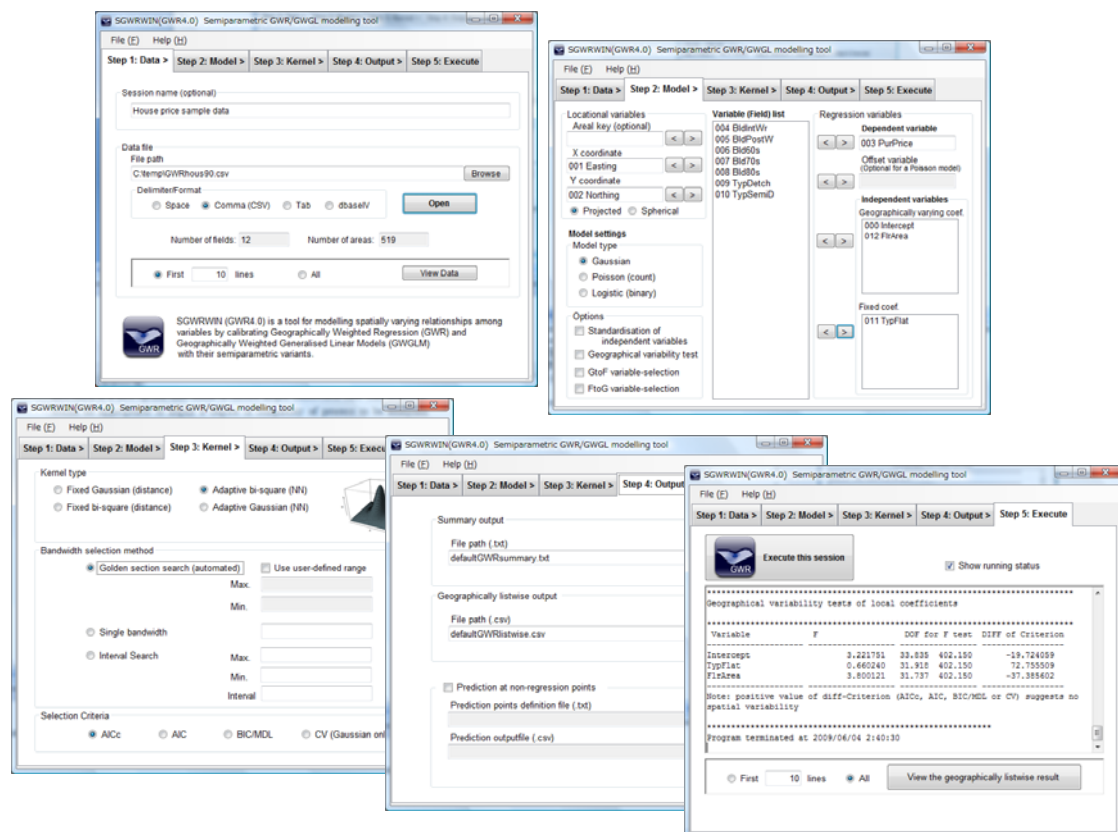 SGWRWIN(GWR4.0) Semiparametric GWR/GWGL modelling tool
File (F) Help (H)
Step 1: Data > Step 2: Model > Step 3: Kernel > Step 4: Output > Step 5: Execute
Session name (optional)
House price sample data
Data file
File path
C:\temp\GWRhous90.csv
Browse
Delimiter/Format
Space Comma (CSV) Tab dbaseIV
Open
Number of fields: 12 Number of areas: 519
First 10 lines All View Data
GWR
SGWRWIN (GWR4.0) is a tool for modelling spatially varying relationships among
variables by calibrating Geographically Weighted Regression (GWR) and
Geographically Weighted Generalised Linear Models (GWGLM)
with their semiparametric variants.
SGWRWIN(GWR4.0) Semiparametric GWR/GWGL modelling tool
File (F) Help (H)
Step 1: Data > Step 2: Model > Step 3: Kernel > Step 4: Output > Step 5: Execute
Locational variables
Areal key (optional)
< >
X coordinate
001 Easting < >
Y coordinate
002 Northing < >
Projected Spherical
Model settings
Model type
Gaussian
Poisson (count)
Logistic (binary)
Options
Standardisation of
independent variables
Geographical variability test
GtoF variable-selection
FtoG variable-selection
Variable (Field) list
004 BldIntWr
005 BldPostW
006 Bld60s
007 Bld70s
008 Bld80s
009 TypDetch
010 TypSemiD
Regression variables
Dependent variable
< > 003 PurPrice
Offset variable
(Optional for a Poisson model)
< >
Independent variables
Geographically varying coef.
000 Intercept
012 FlrArea
< >
Fixed coef.
011 TypFlat
< >
SGWRWIN(GWR4.0) Semiparametric GWR/GWGL modelling tool
File (F) Help (H)
Step 1: Data > Step 2: Model > Step 3: Kernel > Step 4: Output > Step 5: Execu
Kernel type
Fixed Gaussian (distance) Adaptive bi-square (NN)
Fixed bi-square (distance) Adaptive Gaussian (NN)
Bandwidth selection method
Golden section search (automated) Use user-defined range
Max.
Min.
Single bandwidth
Interval Search Max.
Min.
Interval
Selection Criteria
AICc AIC BIC/MDL CV (Gaussian onl
SGWRWIN(GWR4.0) Semiparametric GWR/GWGL modelling tool
File (F) Help (H)
Step 1: Data > Step 2: Model > Step 3: Kernel > Step 4: Output
Summary output
File path (.txt)
defaultGWRsummary.txt
Geographically listwise output
File path (.csv)
defaultGWRlistwise.csv
Prediction at non-regression points
Prediction points definition file (.txt)
Prediction outputfile (.csv)
SGWRWIN(GWR4.0) Semiparametric GWR/GWGL modelling tool
File (F) Help (H)
Step 1: Data > Step 2: Model > Step 3: Kernel > Step 4: Output > Step 5: Execute
GWR
Execute this session
Show running status
Geographical variability tests of local coefficients
Variable F DOF for F test DIFF of Criterion
Intercept 3.221751 33.835 402.150 -19.724059
TypFlat 0.660240 31.918 402.150 72.755509
FlrArea 3.800121 31.737 402.150 -37.385602
Note: positive value of diff-Criterion (AICc, AIC, BIC/MDL or CV) suggests no
spatial variability
Program terminated at 2009/06/04 2:40:30
First 10 lines All View the geographically listwise result